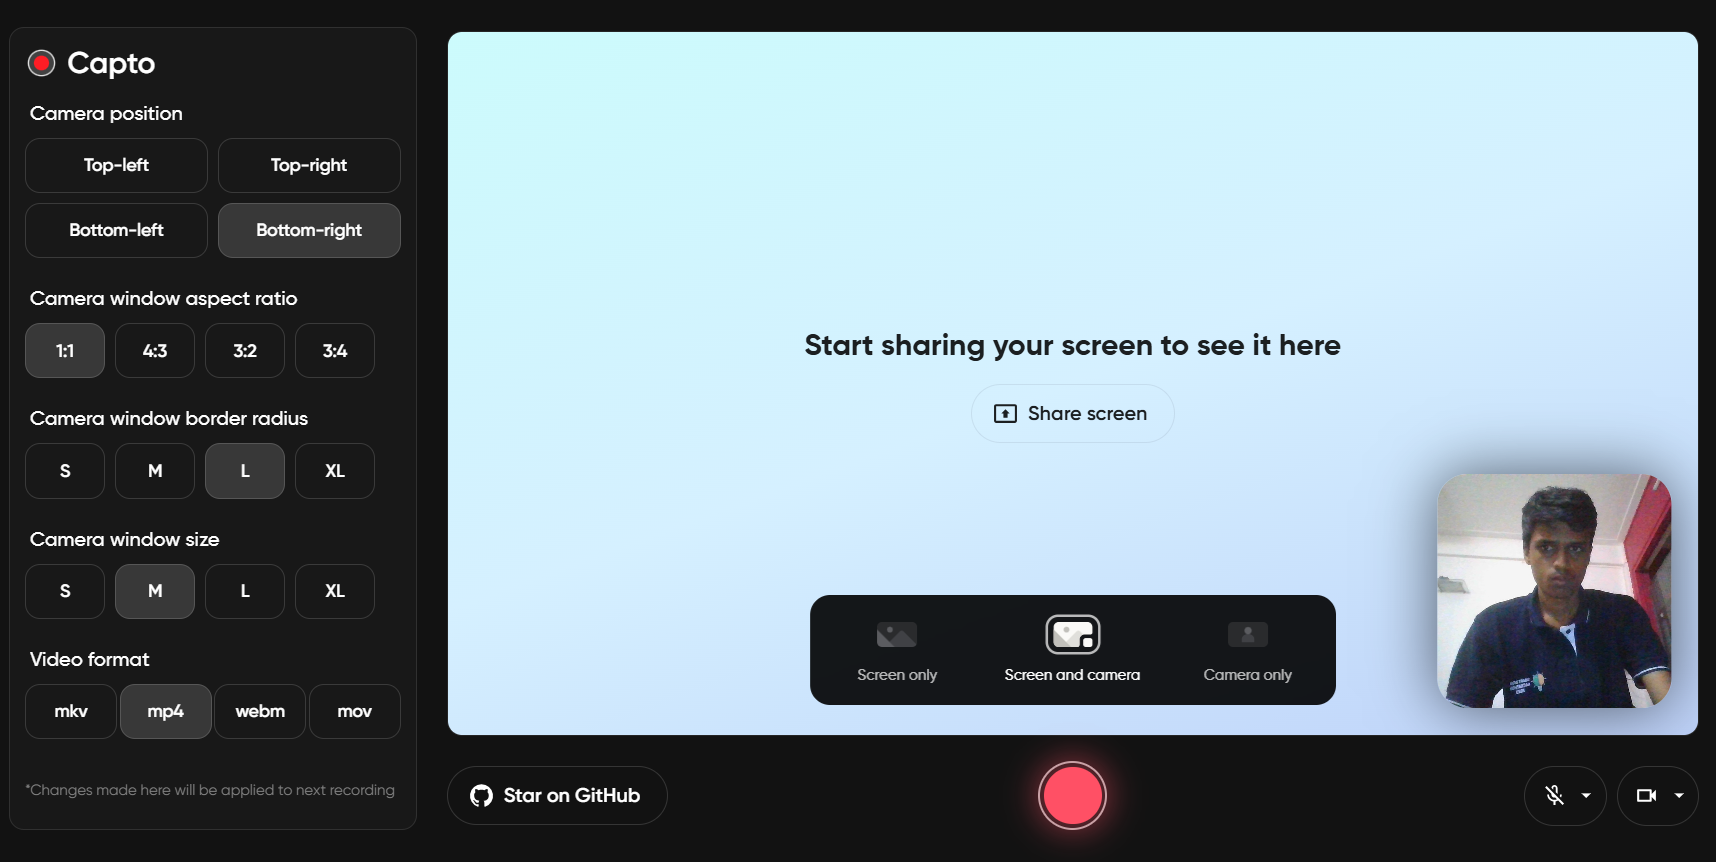 Capto
Camera position
Top-left
Top-right
Bottom-left
Bottom-right
Camera window aspect ratio
1:1
4:3
3:2
3:4
Camera window border radius
S
M
L
XL
Camera window size
S
M
L
XL
Video format
mkv
mp4
webm
mov
*Changes made here will be applied to next recording
Start sharing your screen to see it here
Share screen
Screen only
Screen and camera
Camera only
Star on GitHub